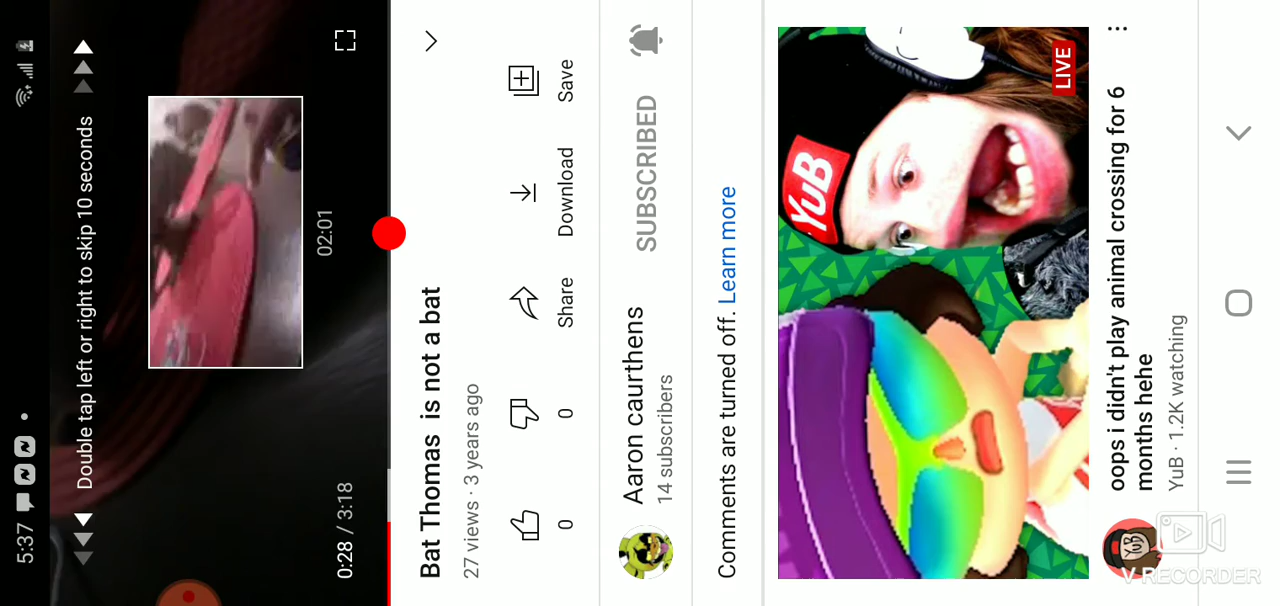 5:37
Double tap left or right to skip 10 seconds
02:01
0:28 / 3:18
Bat Thomas is not a bat
27 views · 3 years ago
0
0
Share
Download
Save
Aaron caurthens
14 subscribers
SUBSCRIBED
Comments are turned off. Learn more
YuB
LIVE
oops i didn't play animal crossing for 6
months hehe
YuB · 1.2K watching
YUB
V RECORDER